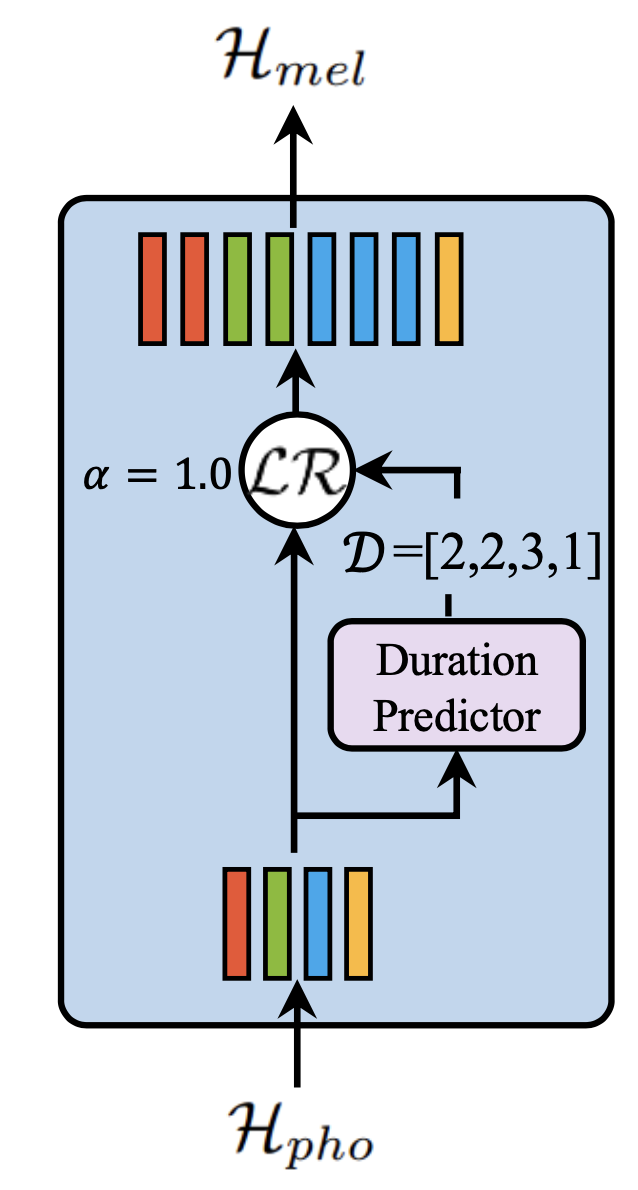 ℋ_mel
α = 1.0
ℒℛ
𝒟=[2,2,3,1]
Duration
Predictor
ℋ_pho